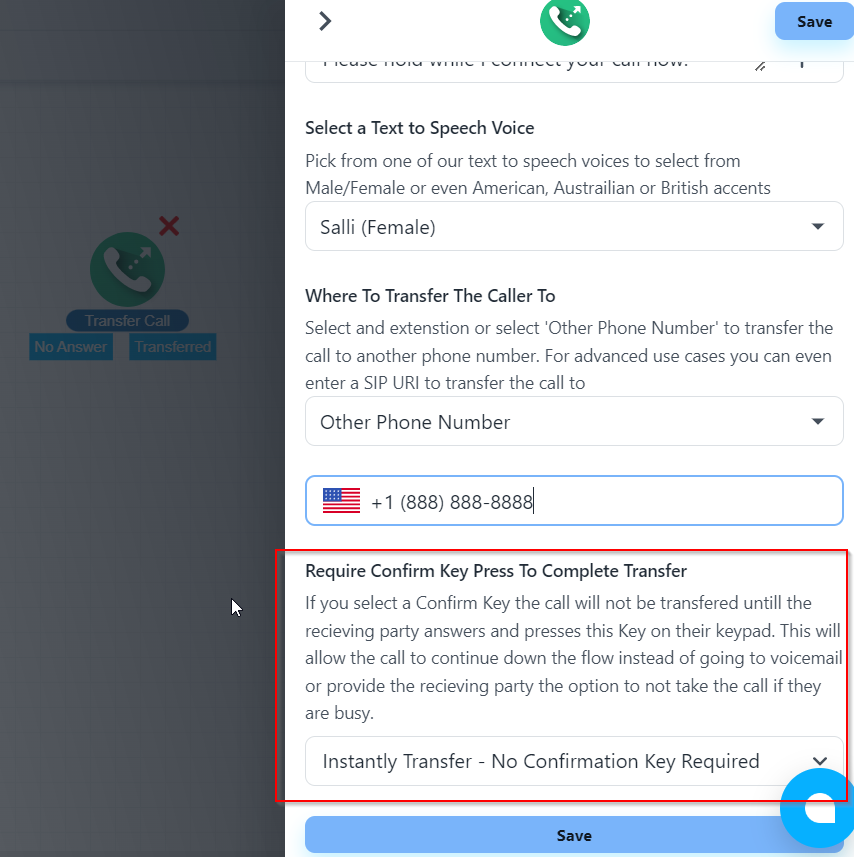 Save
Please hold while I connect your call now.
Select a Text to Speech Voice
Pick from one of our text to speech voices to select from
Male/Female or even American, Austrailian or British accents
Salli (Female)
Where To Transfer The Caller To
Select and extenstion or select 'Other Phone Number' to transfer the
call to another phone number. For advanced use cases you can even
enter a SIP URI to transfer the call to
Other Phone Number
+1 (888) 888-8888
Require Confirm Key Press To Complete Transfer
If you select a Confirm Key the call will not be transfered untill the
recieving party answers and presses this Key on their keypad. This will
allow the call to continue down the flow instead of going to voicemail
or provide the recieving party the option to not take the call if they
are busy.
Instantly Transfer - No Confirmation Key Required
Save
Transfer Call
No Answer
Transferred